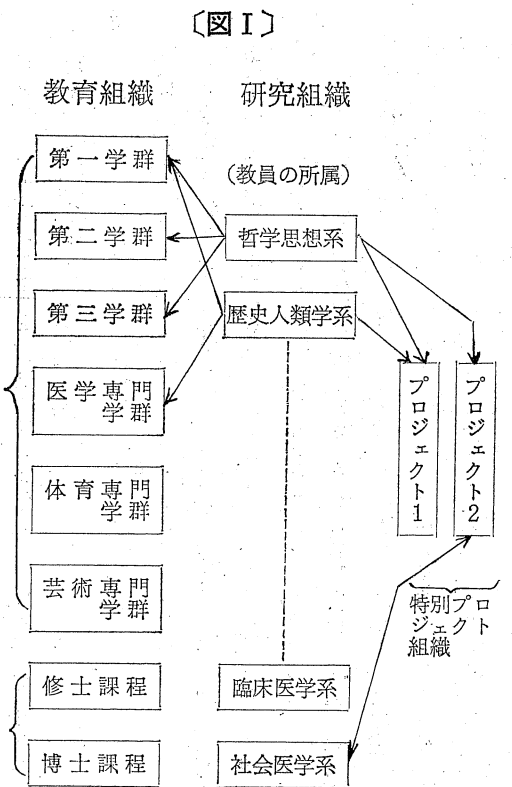 〔図Ⅰ〕
教育組織
研究組織
(教員の所属)
第一学群
第二学群
第三学群
医学専門
学群
体育専門
学群
芸術専門
学群
修士課程
博士課程
哲学思想系
歴史人類学系
臨床医学系
社会医学系
プロジェクト1
プロジェクト2
特別プロ
ジェクト
組織